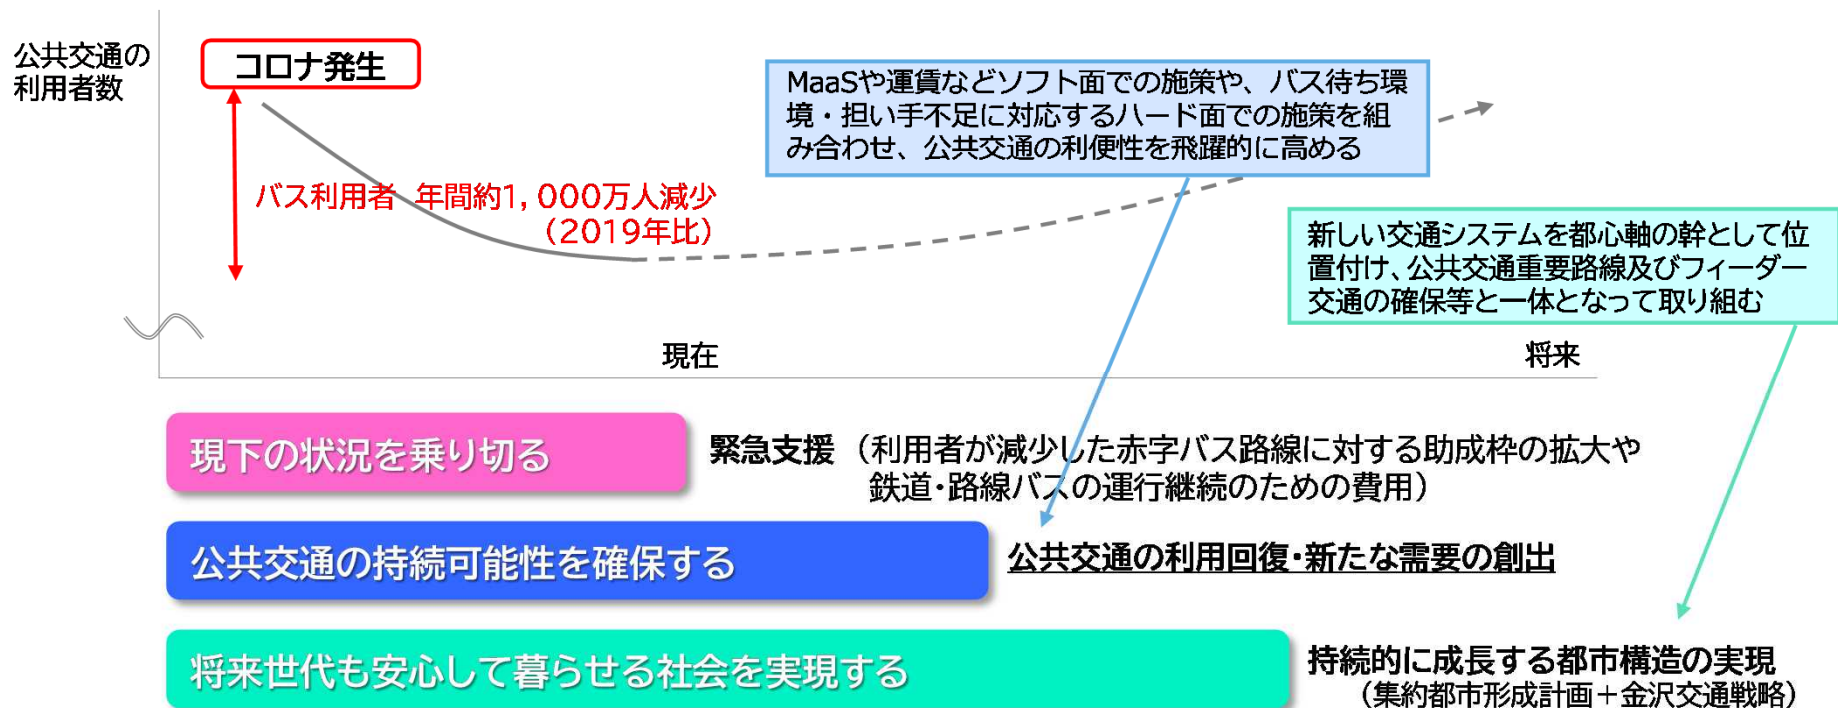 公共交通の
利用者数
コロナ発生
バス利用者 年間約1,000万人減少
(2019年比)
MaaSや運賃などソフト面での施策や、バス待ち環
境・担い手不足に対応するハード面での施策を組
み合わせ、公共交通の利便性を飛躍的に高める
新しい交通システムを都心軸の幹として位
置付け、公共交通重要路線及びフィーダー
交通の確保等と一体となって取り組む
現在
将来
現下の状況を乗り切る
緊急支援(利用者が減少した赤字バス路線に対する助成枠の拡大や
鉄道・路線バスの運行継続のための費用)
公共交通の持続可能性を確保する
公共交通の利用回復・新たな需要の創出
将来世代も安心して暮らせる社会を実現する
持続的に成長する都市構造の実現
(集約都市形成計画+金沢交通戦略)